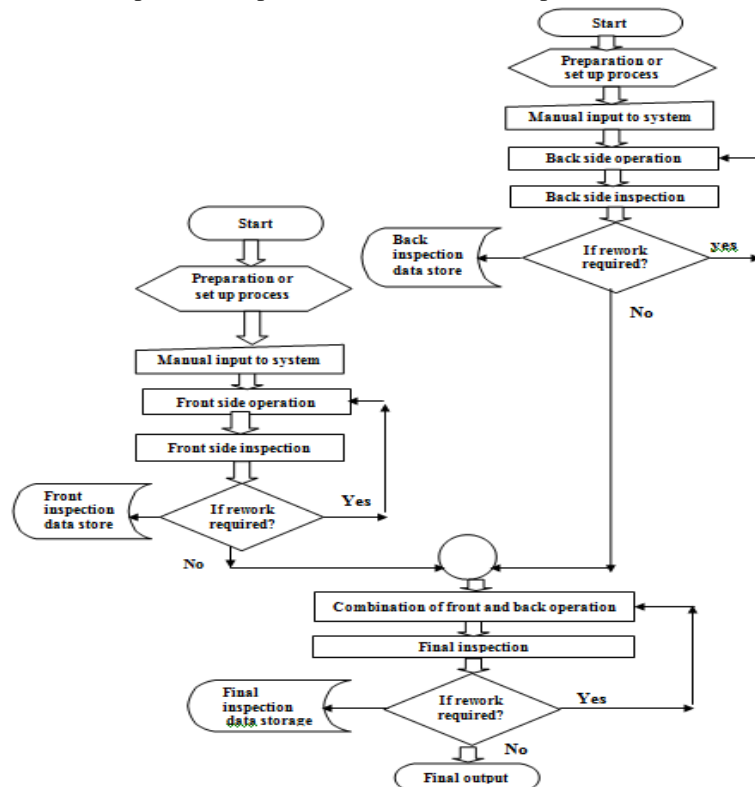 Start
Preparation or
set up process
Manual input to system
Back side operation
Back side inspection
Back
inspection
data store
If rework
required?
yes
No
Start
Preparation or
set up process
Manual input to system
Front side operation
Front side inspection
Front
inspection
data store
If rework
required?
Yes
No
Combination of front and back operation
Final inspection
Final
inspection
data storage
If rework
required?
Yes
No
Final output